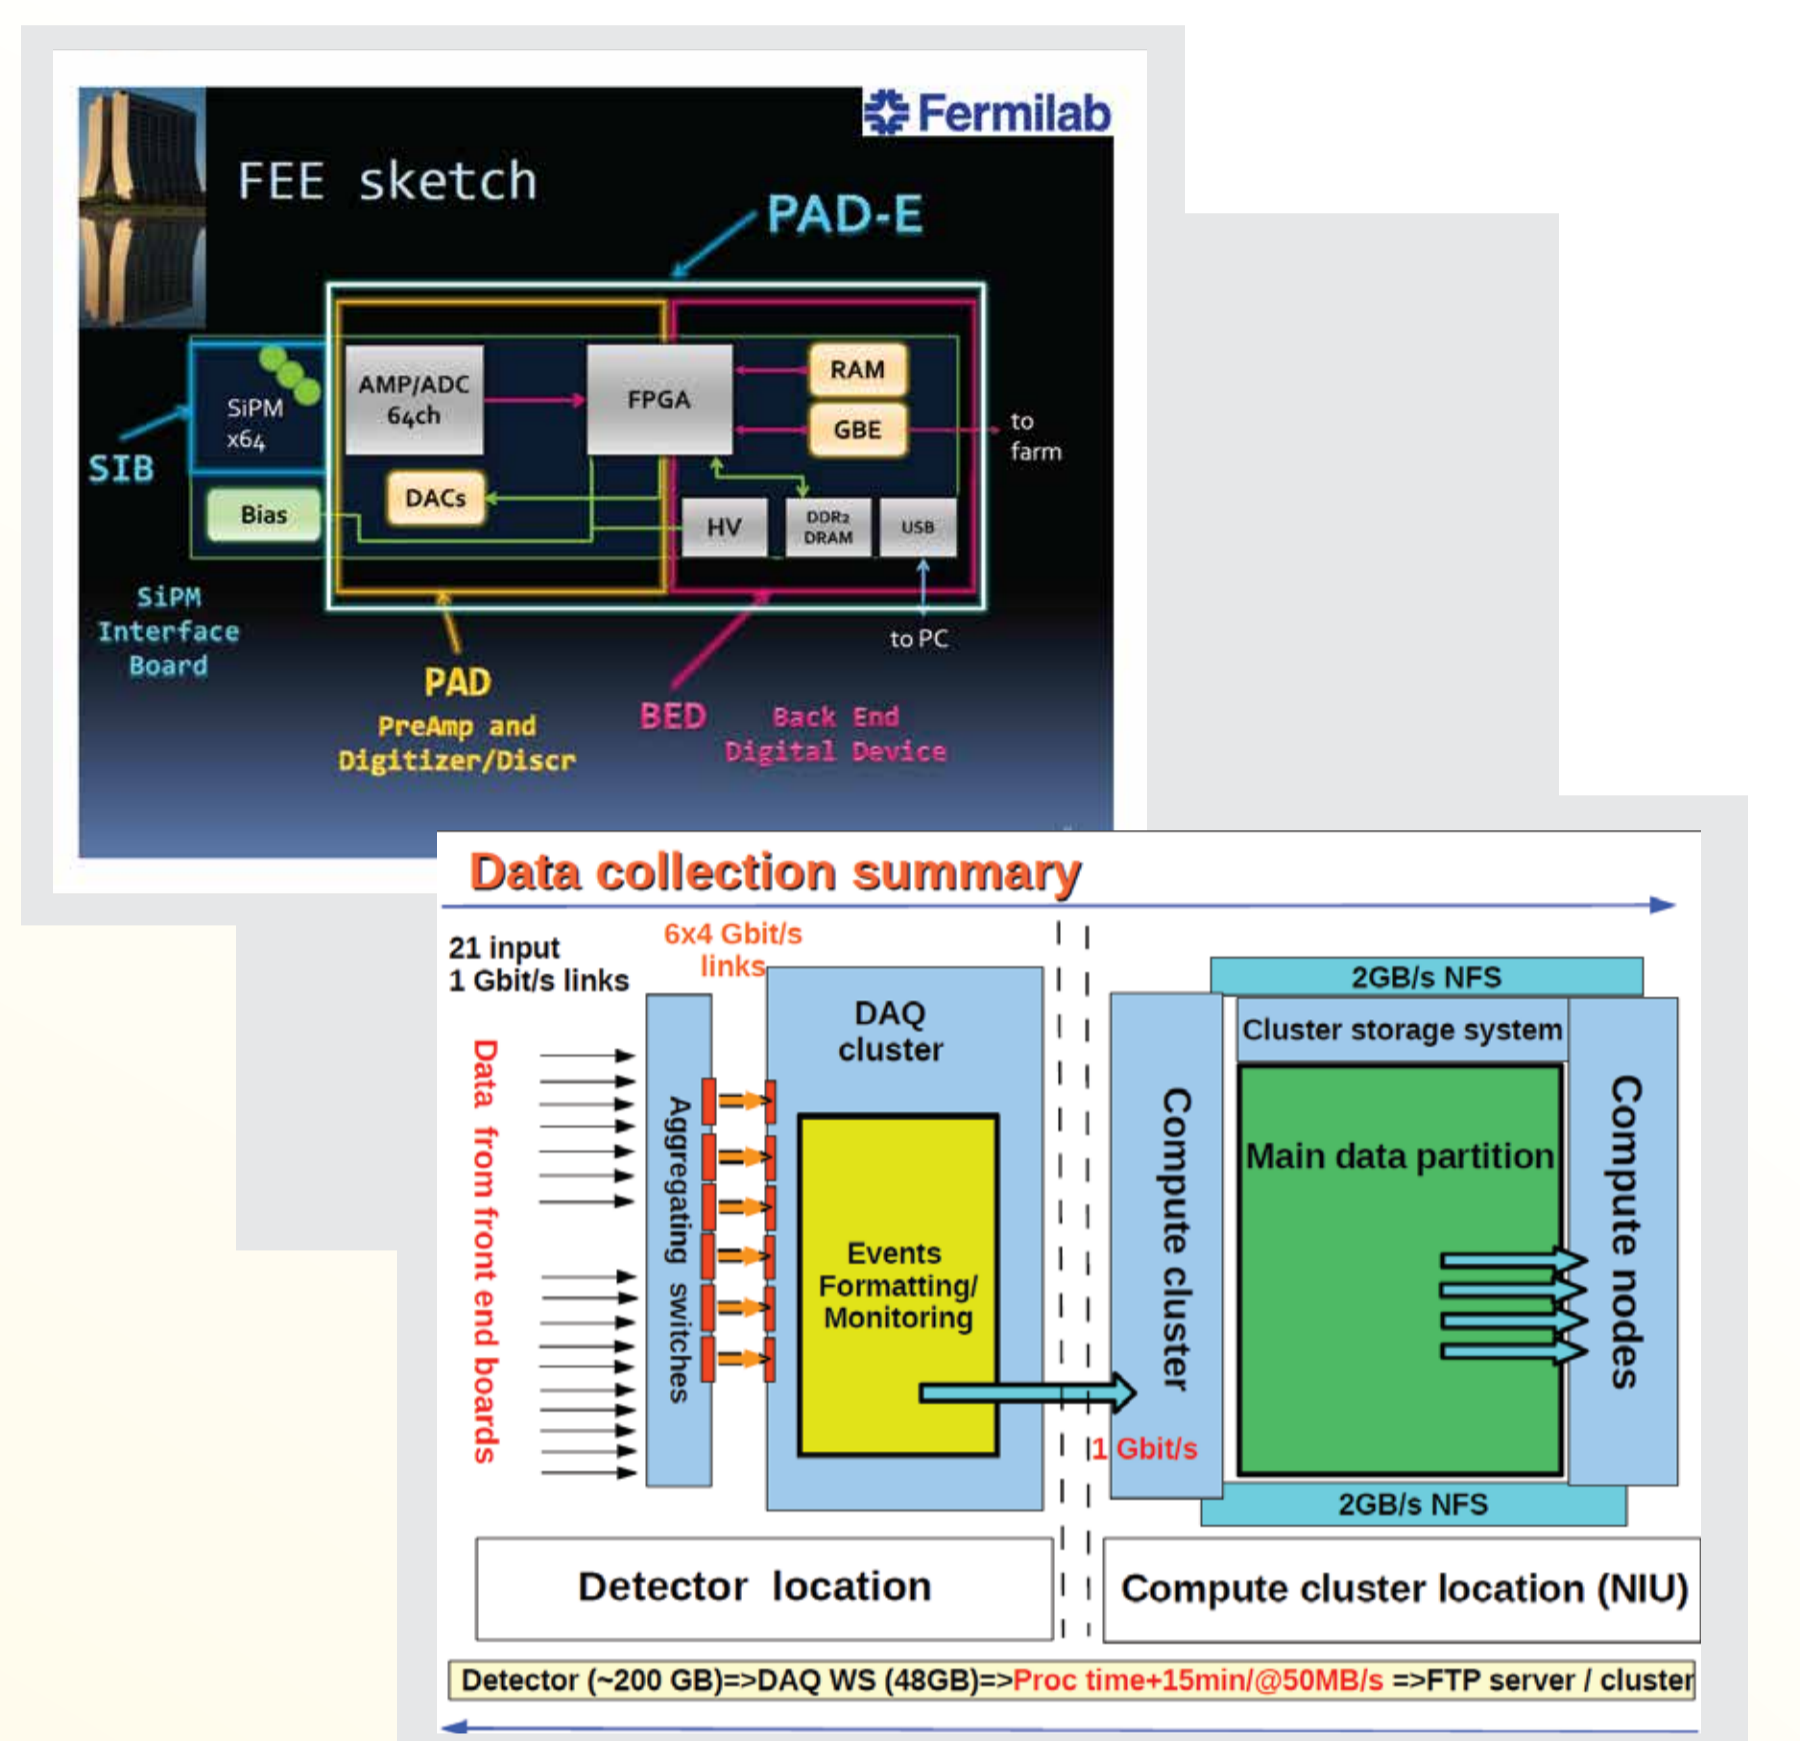 Fermilab
FEE sketch
PAD-E
AMP/ADC
64ch
FPGA
RAM
GBE
to
farm
SiPM
x64
SIB
Bias
DACs
HV
DDR2
DRAM
USB
to PC
SiPM
Interface
Board
PAD
PreAmp and
Digitizer/Discr
BED
Back End
Digital Device
Data collection summary
21 input
1 Gbit/s links
6x4 Gbit/s
links
Data from front end boards
Aggregating switches
DAQ
cluster
Events
Formatting/
Monitoring
1 Gbit/s
Compute cluster
2GB/s NFS
Cluster storage system
Main data partition
Compute nodes
2GB/s NFS
Detector location
Compute cluster location (NIU)
Detector (~200 GB)=>DAQ WS (48GB)=>Proc time+15min/@50MB/s =>FTP server / cluster